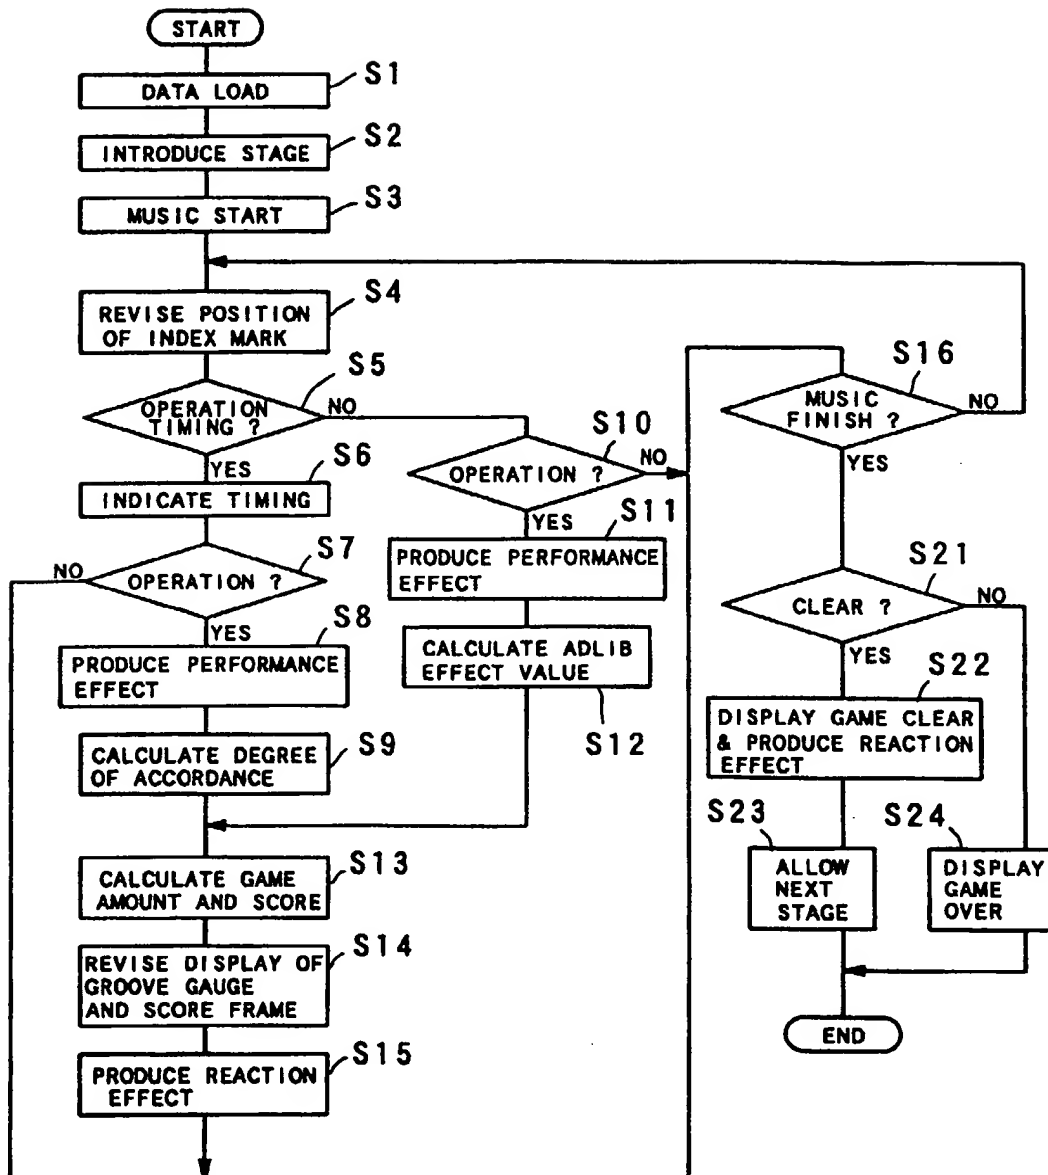 START
S1
DATA LOAD
S2
INTRODUCE STAGE
S3
MUSIC START
S4
REVISE POSITION
OF INDEX MARK
S5
OPERATION
TIMING ?
NO
YES
S6
INDICATE TIMING
S7
NO
OPERATION ?
YES
S8
PRODUCE PERFORMANCE
EFFECT
S9
CALCULATE DEGREE
OF ACCORDANCE
S10
OPERATION ?
NO
YES
S11
PRODUCE PERFORMANCE
EFFECT
CALCULATE ADLIB
EFFECT VALUE
S12
S13
CALCULATE GAME
AMOUNT AND SCORE
S14
REVISE DISPLAY OF
GROOVE GAUGE
AND SCORE FRAME
S15
PRODUCE REACTION
EFFECT
S16
MUSIC
FINISH ?
NO
YES
S21
CLEAR ?
NO
YES
S22
DISPLAY GAME CLEAR
& PRODUCE REACTION
EFFECT
S23
ALLOW
NEXT
STAGE
S24
DISPLAY
GAME
OVER
END